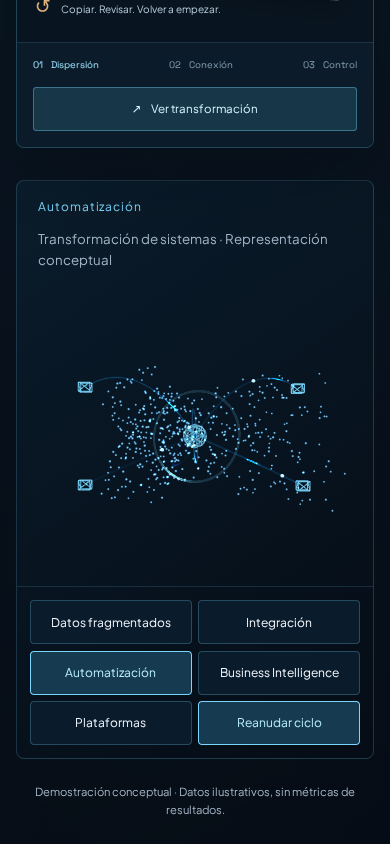 Copiar. Revisar. Volver a empezar.
01 Dispersión 02 Conexión 03 Control
↗ Ver transformación
Automatización
Transformación de sistemas · Representación
conceptual
Datos fragmentados Integración
Automatización Business Intelligence
Plataformas Reanudar ciclo
Demostración conceptual · Datos ilustrativos, sin métricas de
resultados.